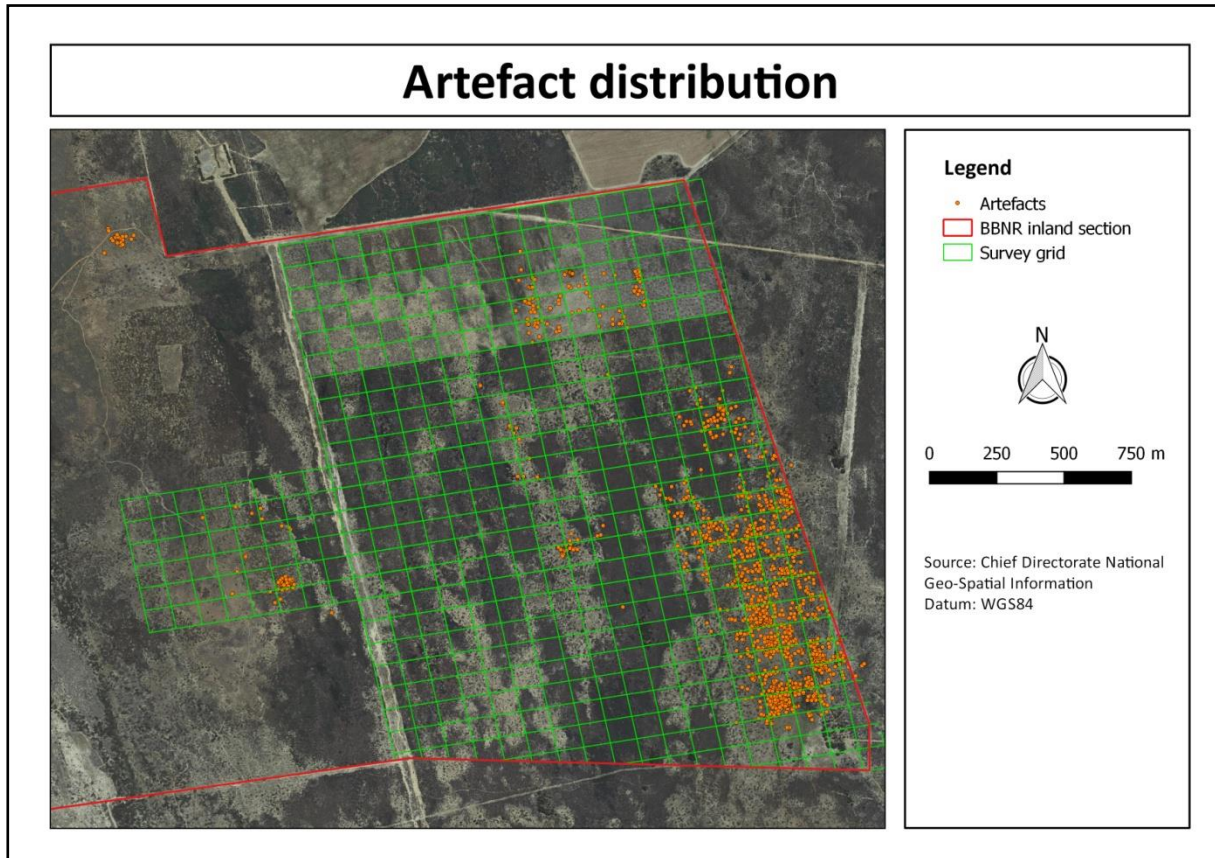 Artefact distribution
Legend
Artefacts
BBNR inland section
Survey grid
N
0 250 500 750 m
Source: Chief Directorate National
Geo-Spatial Information
Datum: WGS84